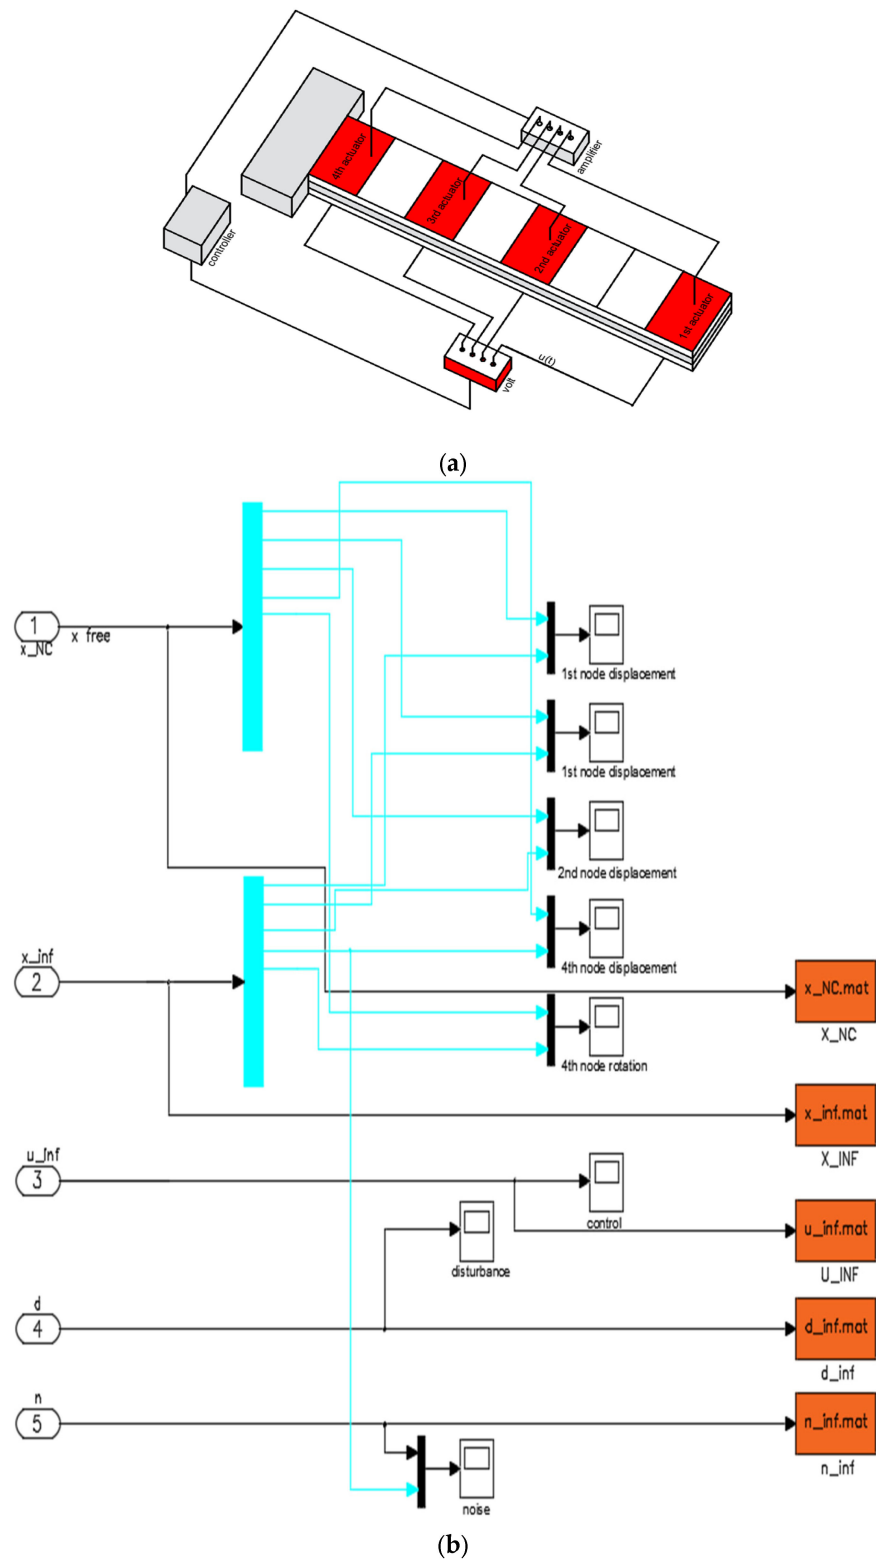 amplifier
4th actuator
3rd actuator
2nd actuator
1st actuator
controller
u(t)
volt
(a)
1
x_NC
x free
1st node displacement
1st node displacement
2nd node displacement
x_inf
2
4th node displacement
x_NC.mat
X_NC
4th node rotation
x_inf.mat
X_INF
u_inf
3
control
u_inf.mat
U_INF
disturbance
d
4
d_inf.mat
d_inf
n
5
n_inf.mat
n_inf
noise
(b)